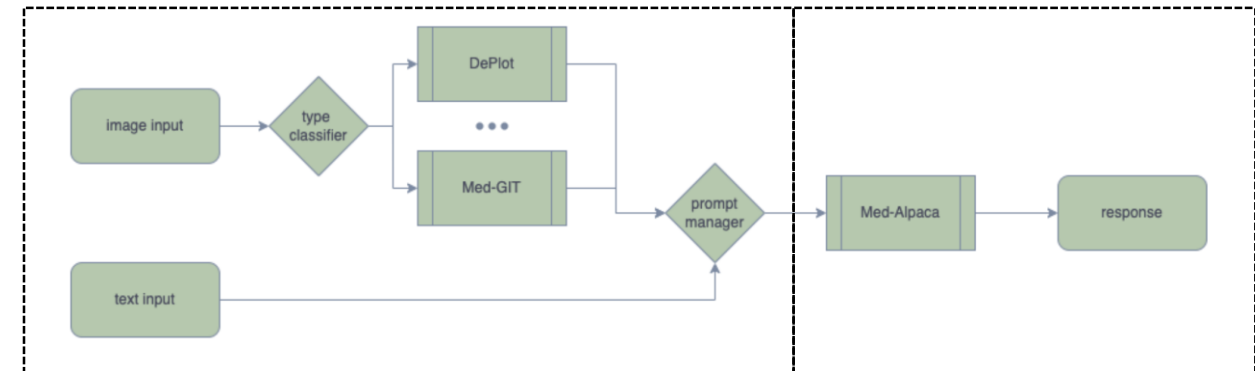 DePlot
image input
type
classifier
Med-GIT
prompt
manager
Med-Alpaca
response
text input